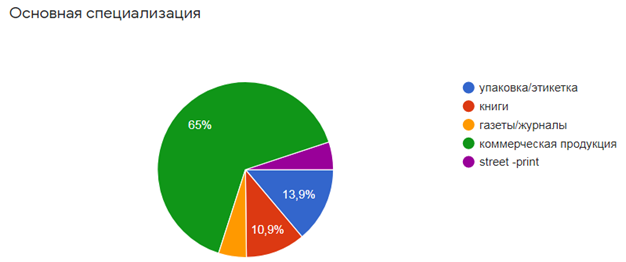 Основная специализация
упаковка/этикетка
книги
газеты/журналы
коммерческая продукция
street -print
65%
13,9%
10,9%